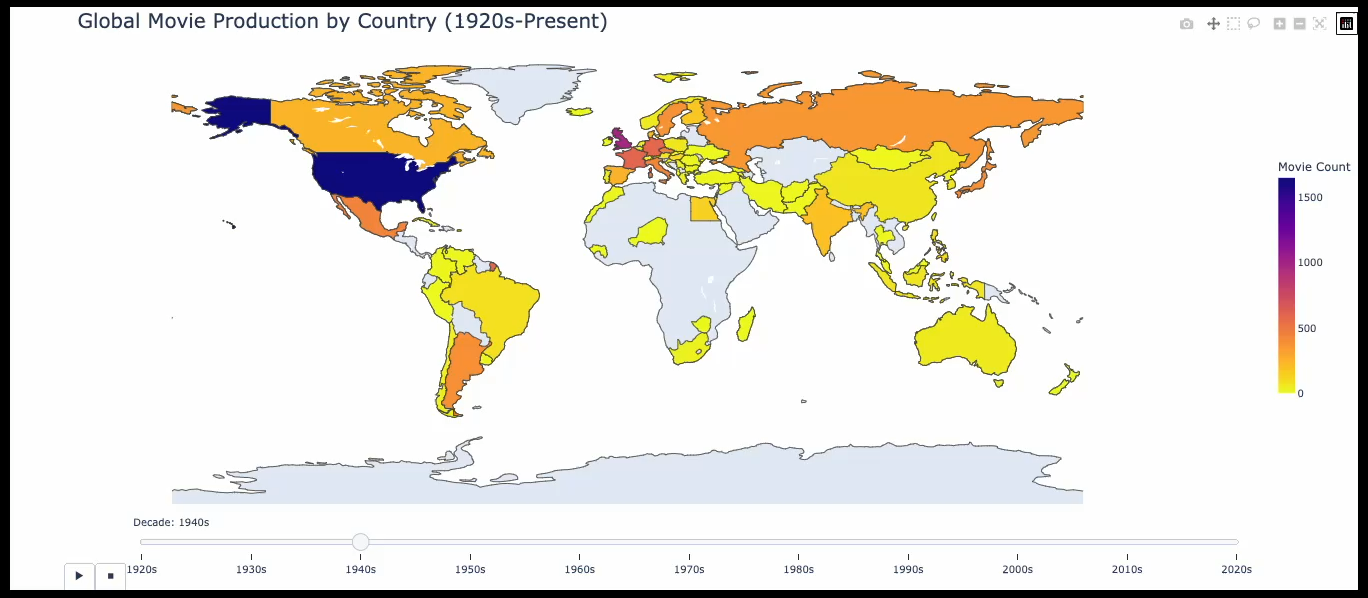 Global Movie Production by Country (1920s-Present)
Movie Count
1500
1000
500
0
Decade: 1940s
1920s
1930s
1940s
1950s
1960s
1970s
1980s
1990s
2000s
2010s
2020s